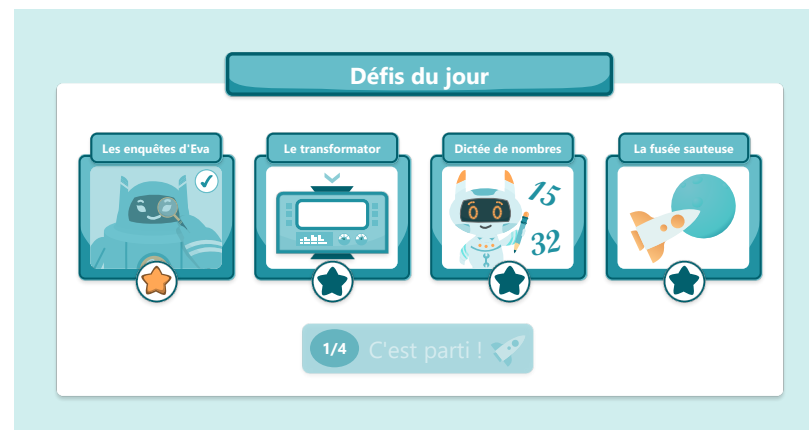 Défis du jour
Les enquêtes d'Eva
Le transformator
Dictée de nombres
La fusée sauteuse
15
32
1/4 C'est parti !